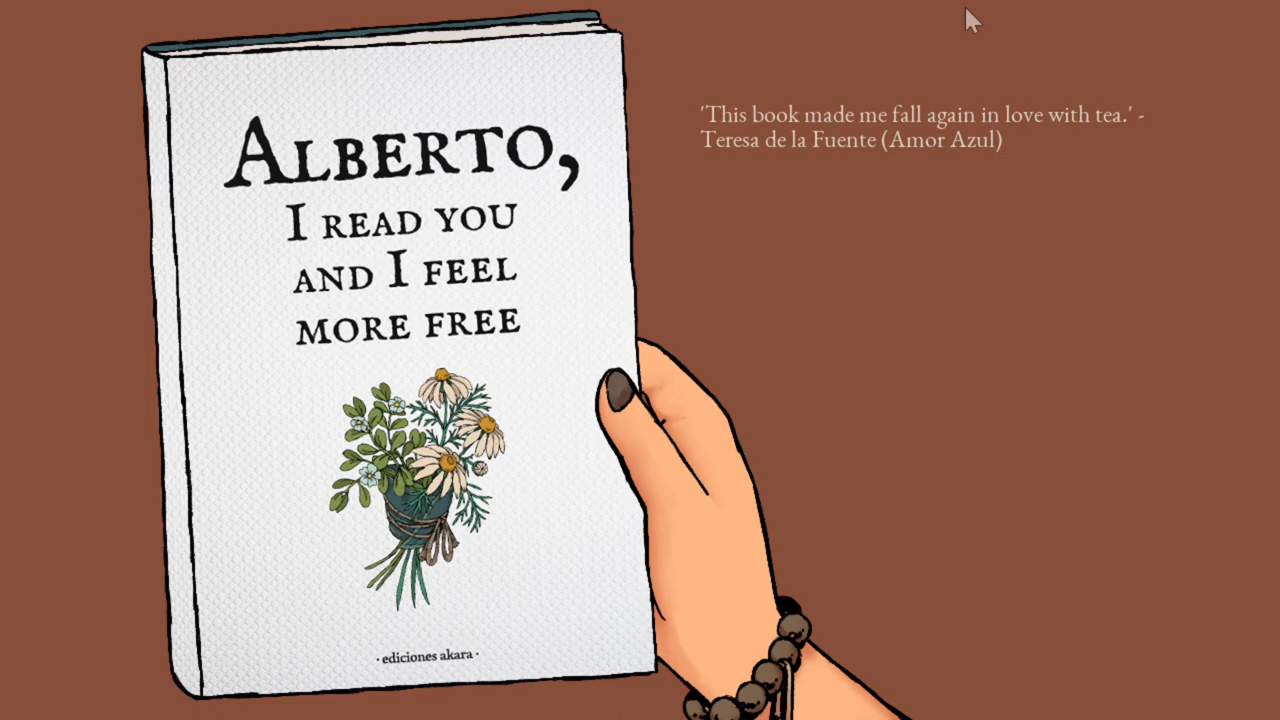 ALBERTO,
I READ YOU
AND I FEEL
MORE FREE
· ediciones akara ·
'This book made me fall again in love with tea.' -
Teresa de la Fuente (Amor Azul)